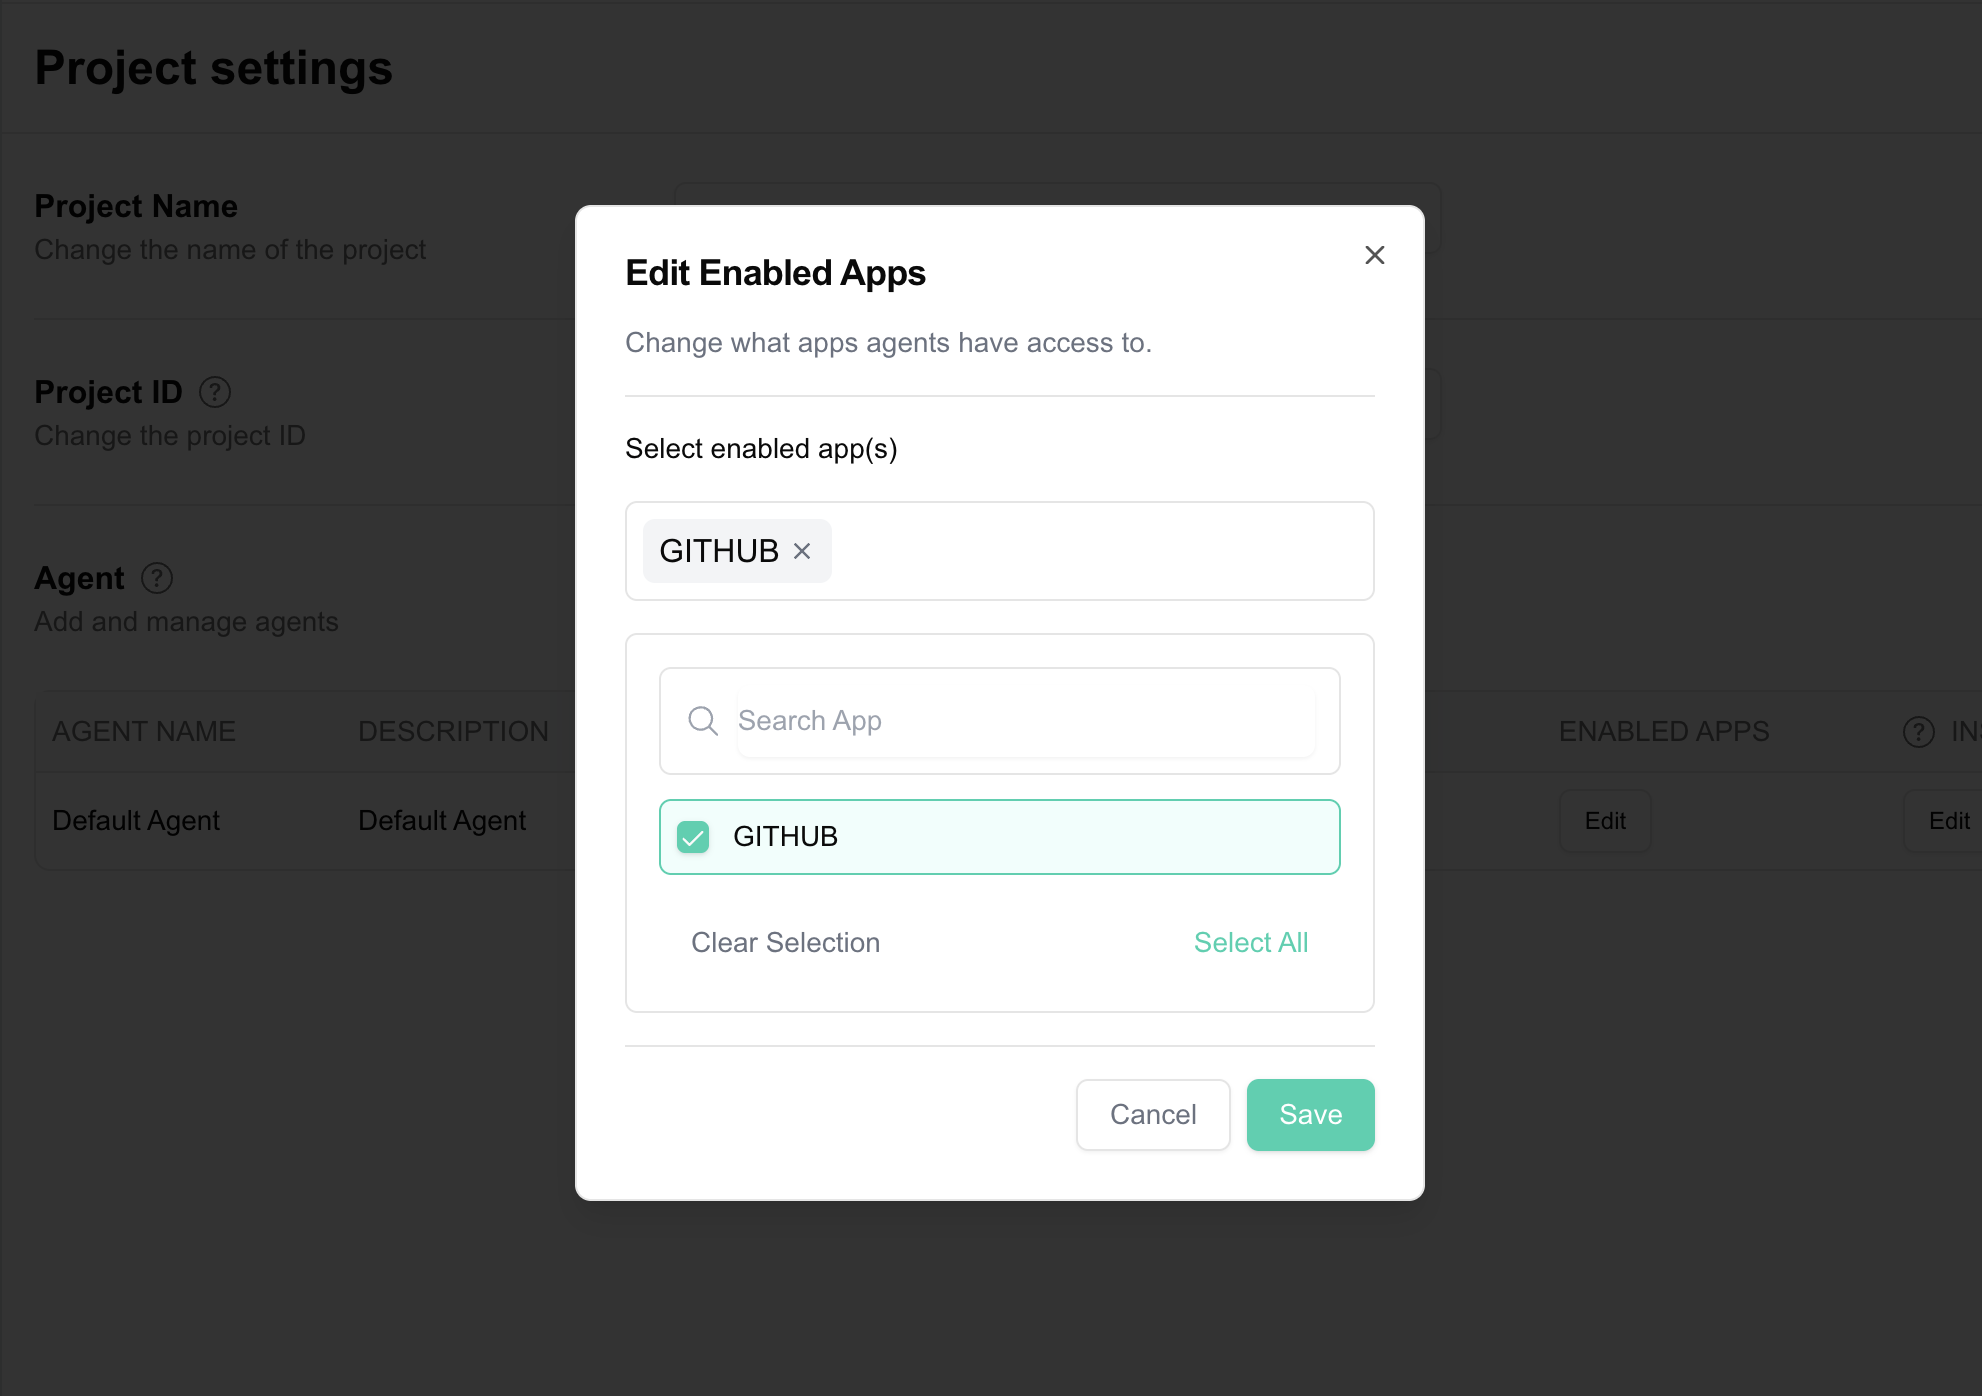 Project settings
Project Name
Change the name of the project
Project ID ?
Change the project ID
Agent ?
Add and manage agents
AGENT NAME DESCRIPTION ENABLED APPS ? INS
Default Agent Default Agent Edit Edit
Edit Enabled Apps
Change what apps agents have access to.
Select enabled app(s)
GITHUB
Search App
GITHUB
Clear Selection Select All
Cancel Save